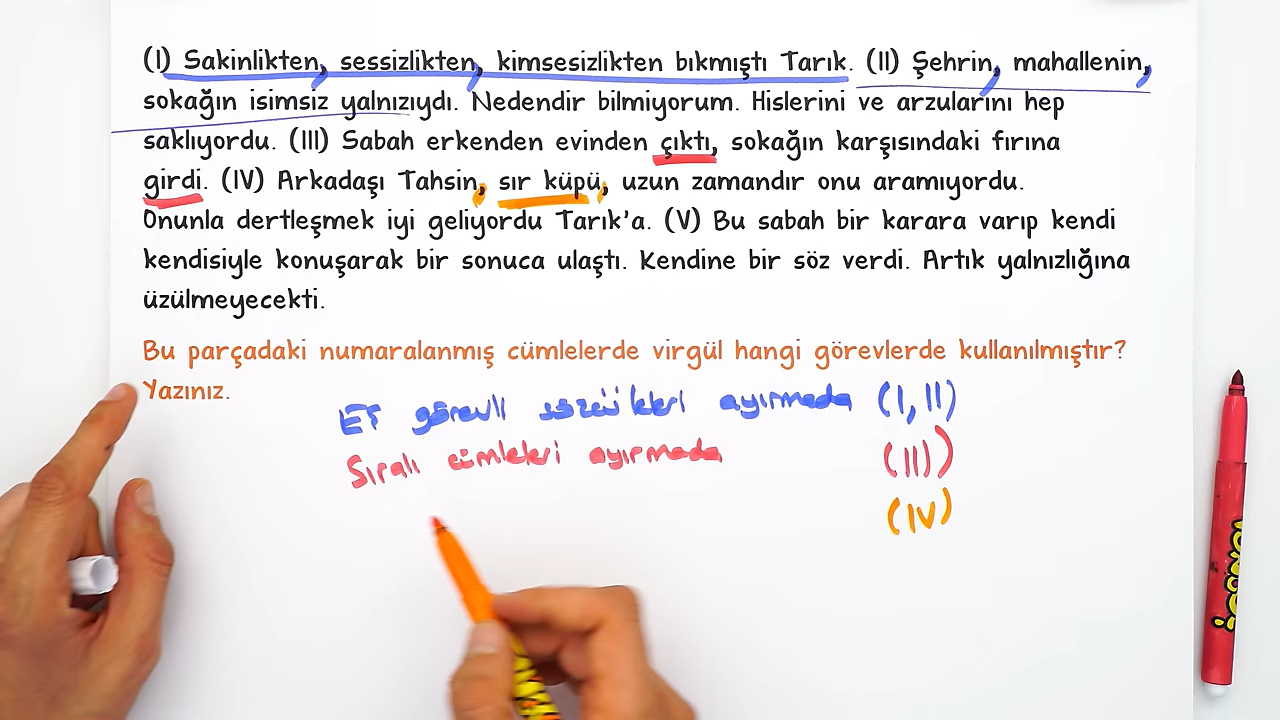 (I) Sakinlikten, sessizlikten, kimsesizlikten bıkmıştı Tarık. (II) Şehrin, mahallenin,
sokağın isimsiz yalnızıydı. Nedendir bilmiyorum. Hislerini ve arzularını hep
saklıyordu. (III) Sabah erkenden evinden çıktı, sokağın karşısındaki fırına
girdi. (IV) Arkadaşı Tahsin, sır küpü, uzun zamandır onu aramıyordu.
Onunla dertleşmek iyi geliyordu Tarık'a. (V) Bu sabah bir karara varıp kendi
kendisiyle konuşarak bir sonuca ulaştı. Kendine bir söz verdi. Artık yalnızlığına
üzülmeyecekti.
Bu parçadaki numaralanmış cümlelerde virgül hangi görevlerde kullanılmıştır?
Yazınız.
Eş görevli sözcükleri ayırmada (I, II)
Sıralı cümleleri ayırmada (III)
(IV)